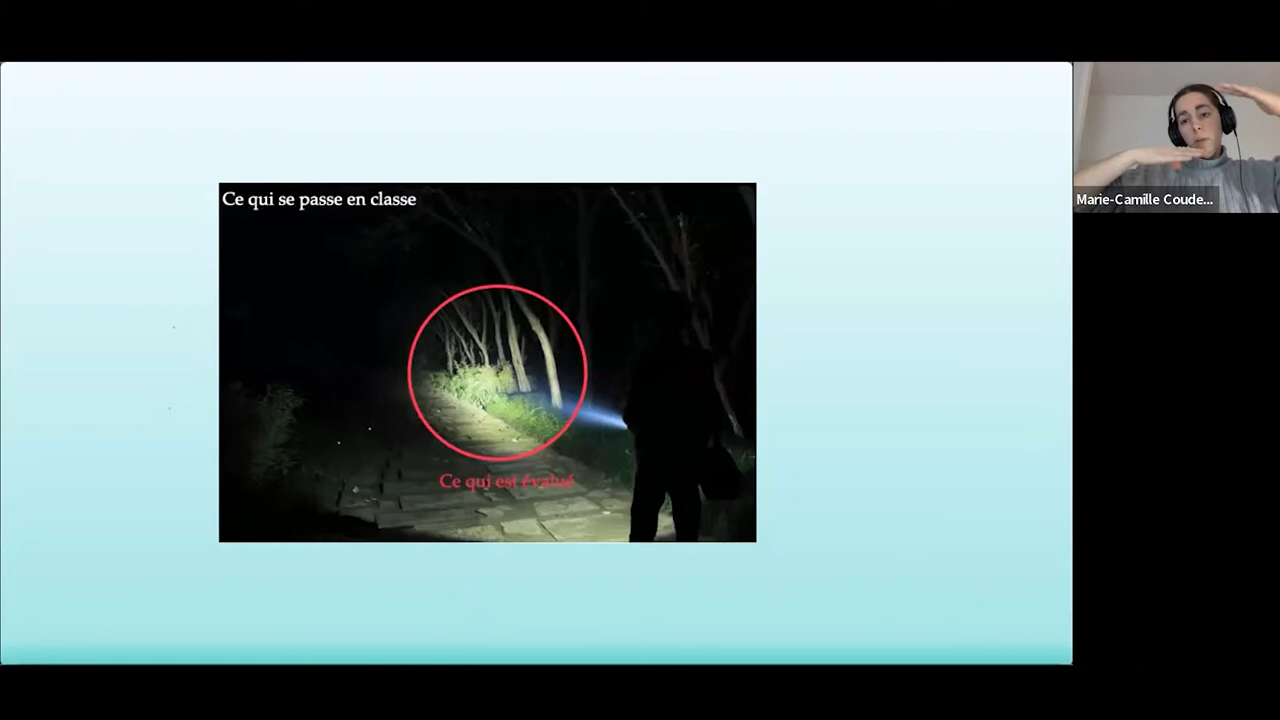 Ce qui se passe en classe
Ce qui est évalué
Marie-Camille Coude...